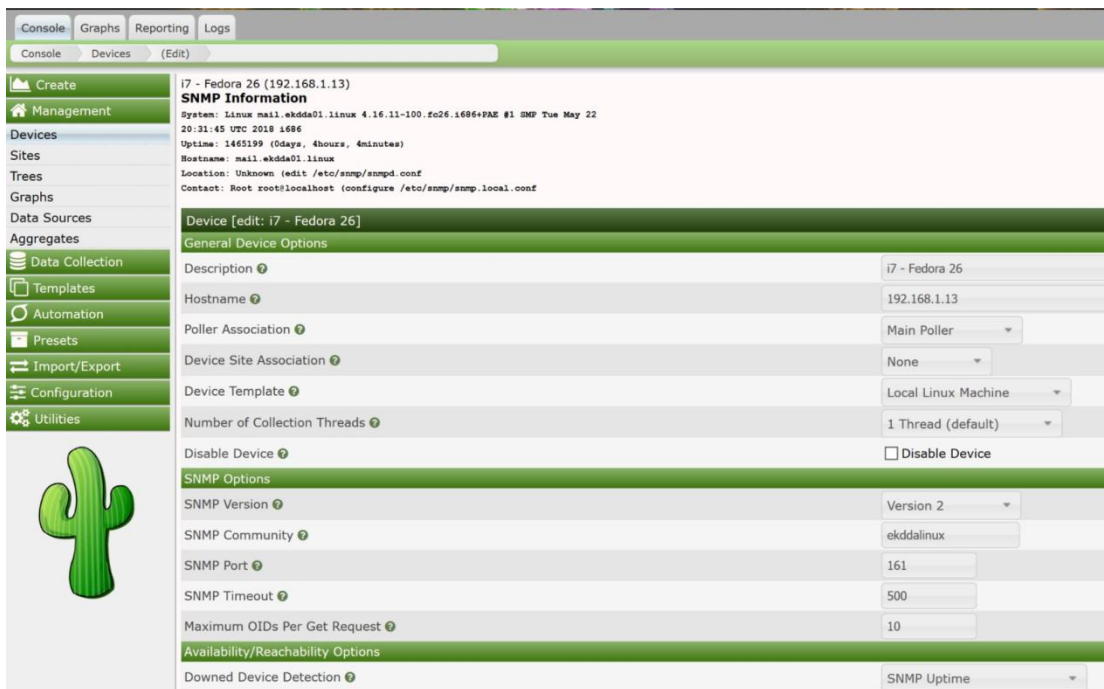 Console Graphs Reporting Logs
Console Devices (Edit)
Create
Management
Devices
Sites
Trees
Graphs
Data Sources
Aggregates
Data Collection
Templates
Automation
Presets
Import/Export
Configuration
Utilities
i7 - Fedora 26 (192.168.1.13)
SNMP Information
System: Linux mail.ekdda01.linux 4.16.11-100.fc26.i686+PAE #1 SMP Tue May 22
20:31:45 UTC 2018 i686
Uptime: 1465199 (0days, 4hours, 4minutes)
Hostname: mail.ekdda01.linux
Location: Unknown (edit /etc/snmp/snmpd.conf
Contact: Root root@localhost (configure /etc/snmp/snmp.local.conf
Device [edit: i7 - Fedora 26]
General Device Options
Description i7 - Fedora 26
Hostname 192.168.1.13
Poller Association Main Poller
Device Site Association None
Device Template Local Linux Machine
Number of Collection Threads 1 Thread (default)
Disable Device Disable Device
SNMP Options
SNMP Version Version 2
SNMP Community ekddalinux
SNMP Port 161
SNMP Timeout 500
Maximum OIDs Per Get Request 10
Availability/Reachability Options
Downed Device Detection SNMP Uptime